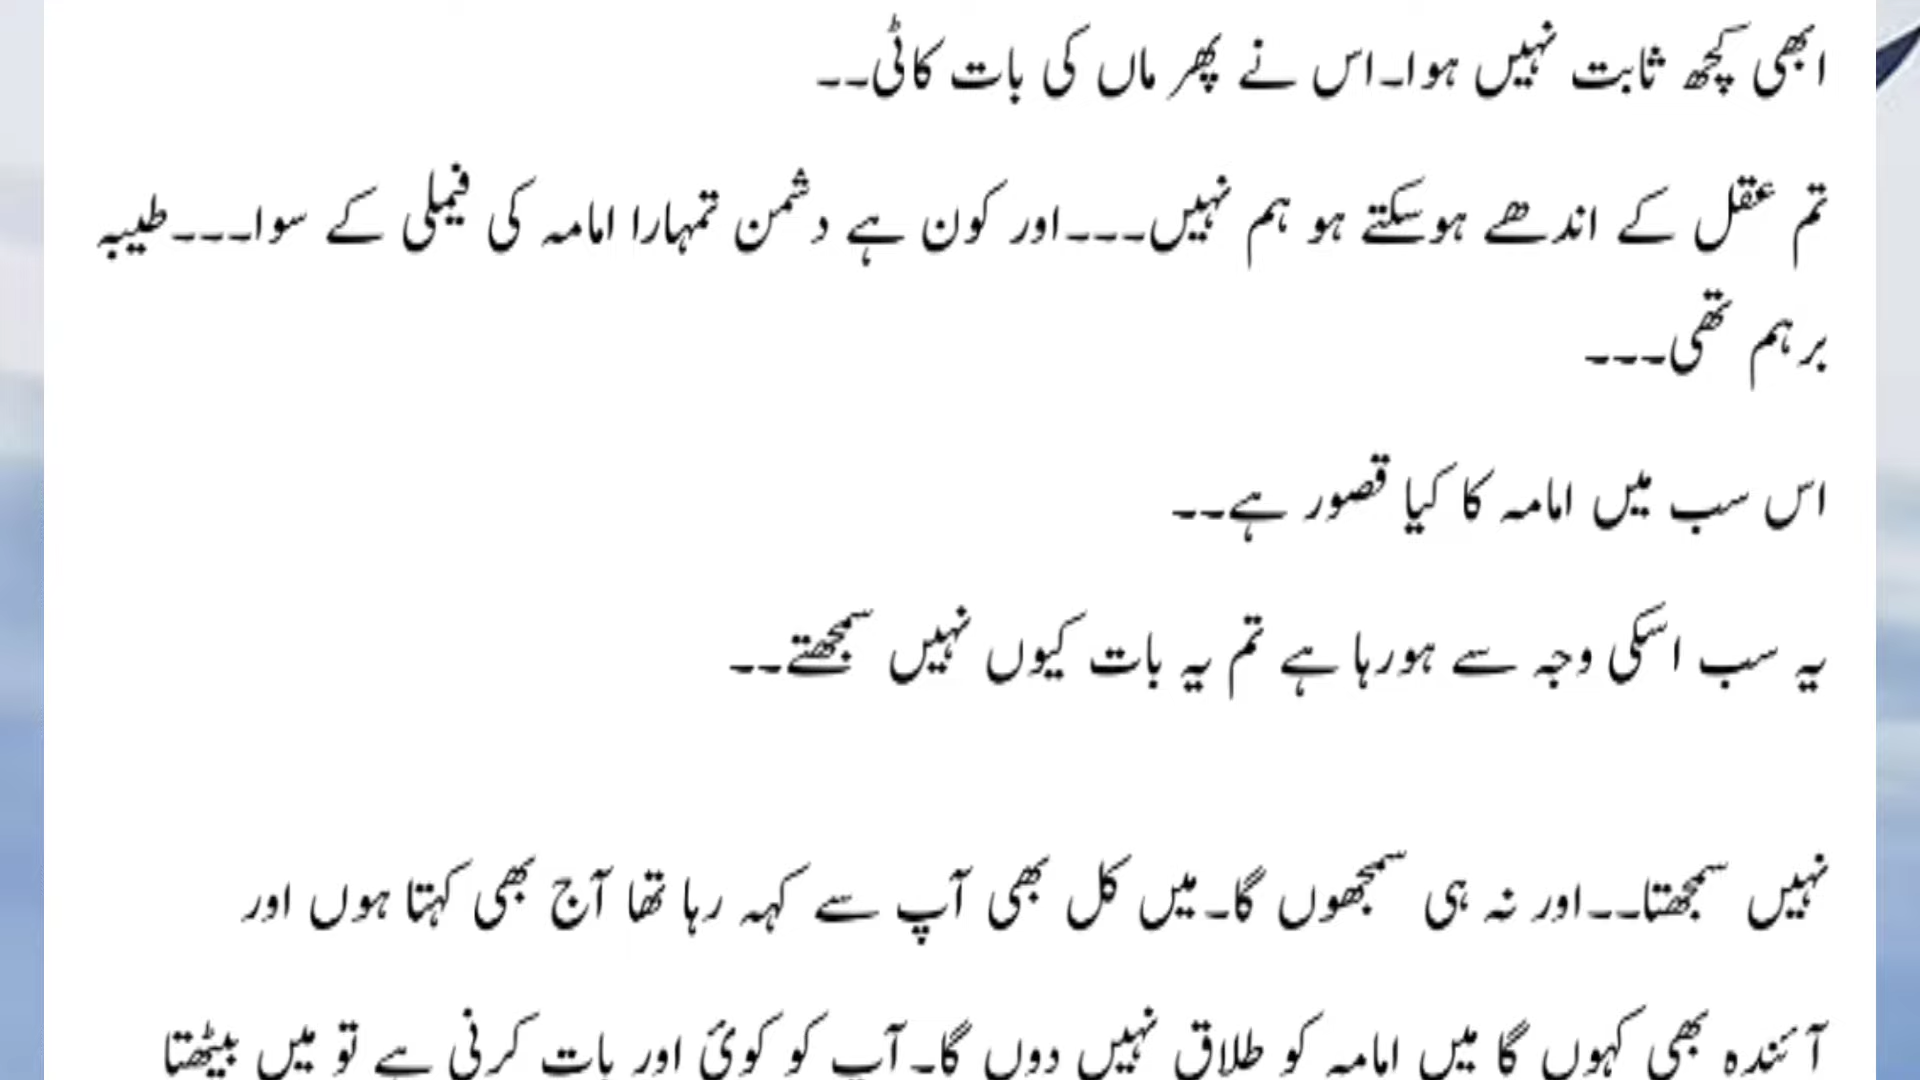 ابھی کچھ ثابت نہیں ہوا۔اس نے پھر ماں کی بات کاٹی۔۔
تم عقل کے اندھے ہوسکتے ہو ہم نہیں۔۔۔اور کون ہے دشمن تمہارا امامہ کی فیملی کے سوا۔۔۔طیبہ
برہم تھی۔۔۔
اس سب میں امامہ کا کیا قصور ہے۔۔
یہ سب اسکی وجہ سے ہورہا ہے تم یہ بات کیوں نہیں سمجھتے۔۔
نہیں سمجھتا۔۔اور نہ ہی سمجھوں گا۔میں کل بھی آپ سے کہہ رہا تھا آج بھی کہتا ہوں اور
آئندہ بھی کہوں گا میں امامہ کو طلاق نہیں دوں گا۔آپ کو کوئ اور بات کرنی ہے تو میں بیٹھتا